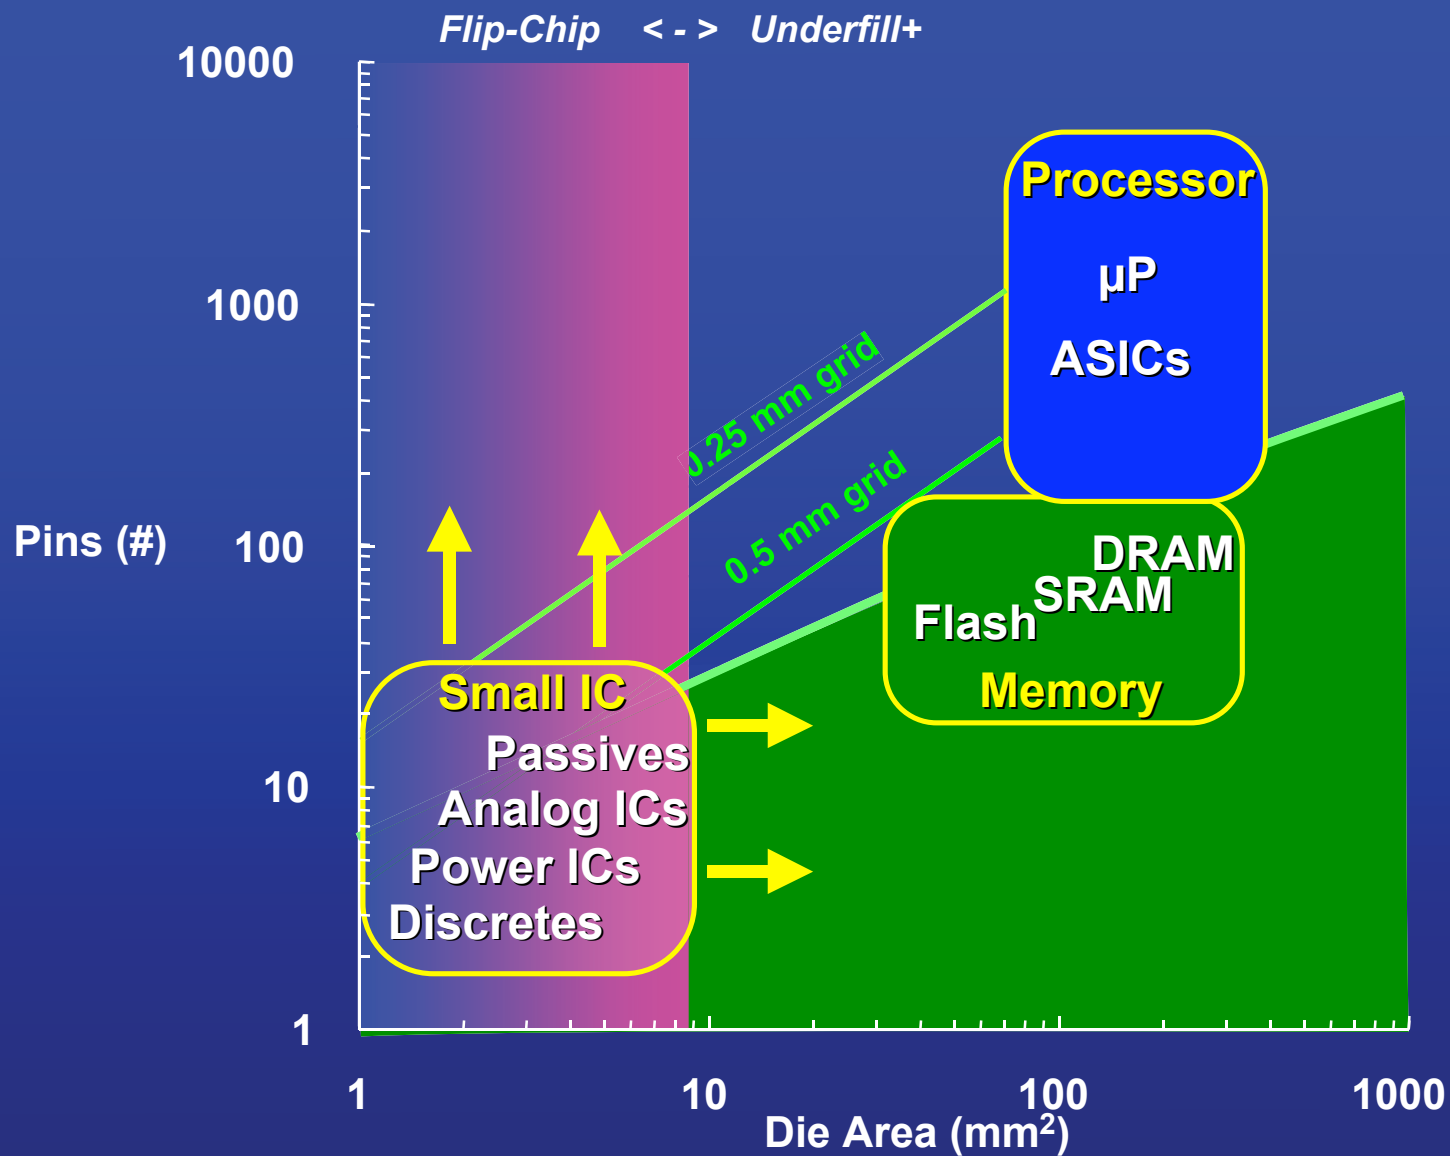 Flip-Chip < - > Underfill+
10000
1000
Pins (#)
100
10
1
Processor
µP
ASICs
0.25 mm grid
0.5 mm grid
DRAM
SRAM
Flash
Memory
Small IC
Passives
Analog ICs
Power ICs
Discretes
1 10 100 1000
Die Area (mm²)